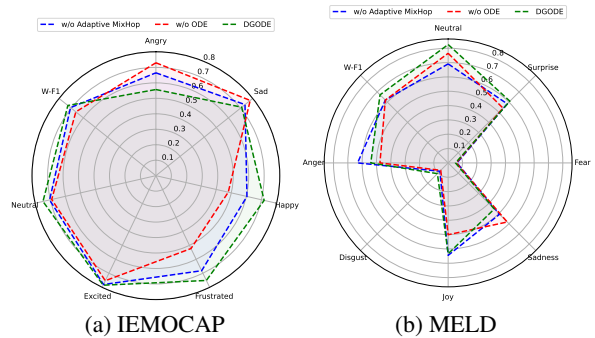 w/o Adaptive MixHop w/o ODE DGODE
Angry
Sad
Happy
Frustrated
Excited
Neutral
W-F1
0.1
0.2
0.3
0.4
0.5
0.6
0.7
0.8
(a) IEMOCAP
w/o Adaptive MixHop w/o ODE DGODE
Neutral
Surprise
Fear
Sadness
Joy
Disgust
Anger
W-F1
0.1
0.2
0.3
0.4
0.5
0.6
0.7
0.8
(b) MELD